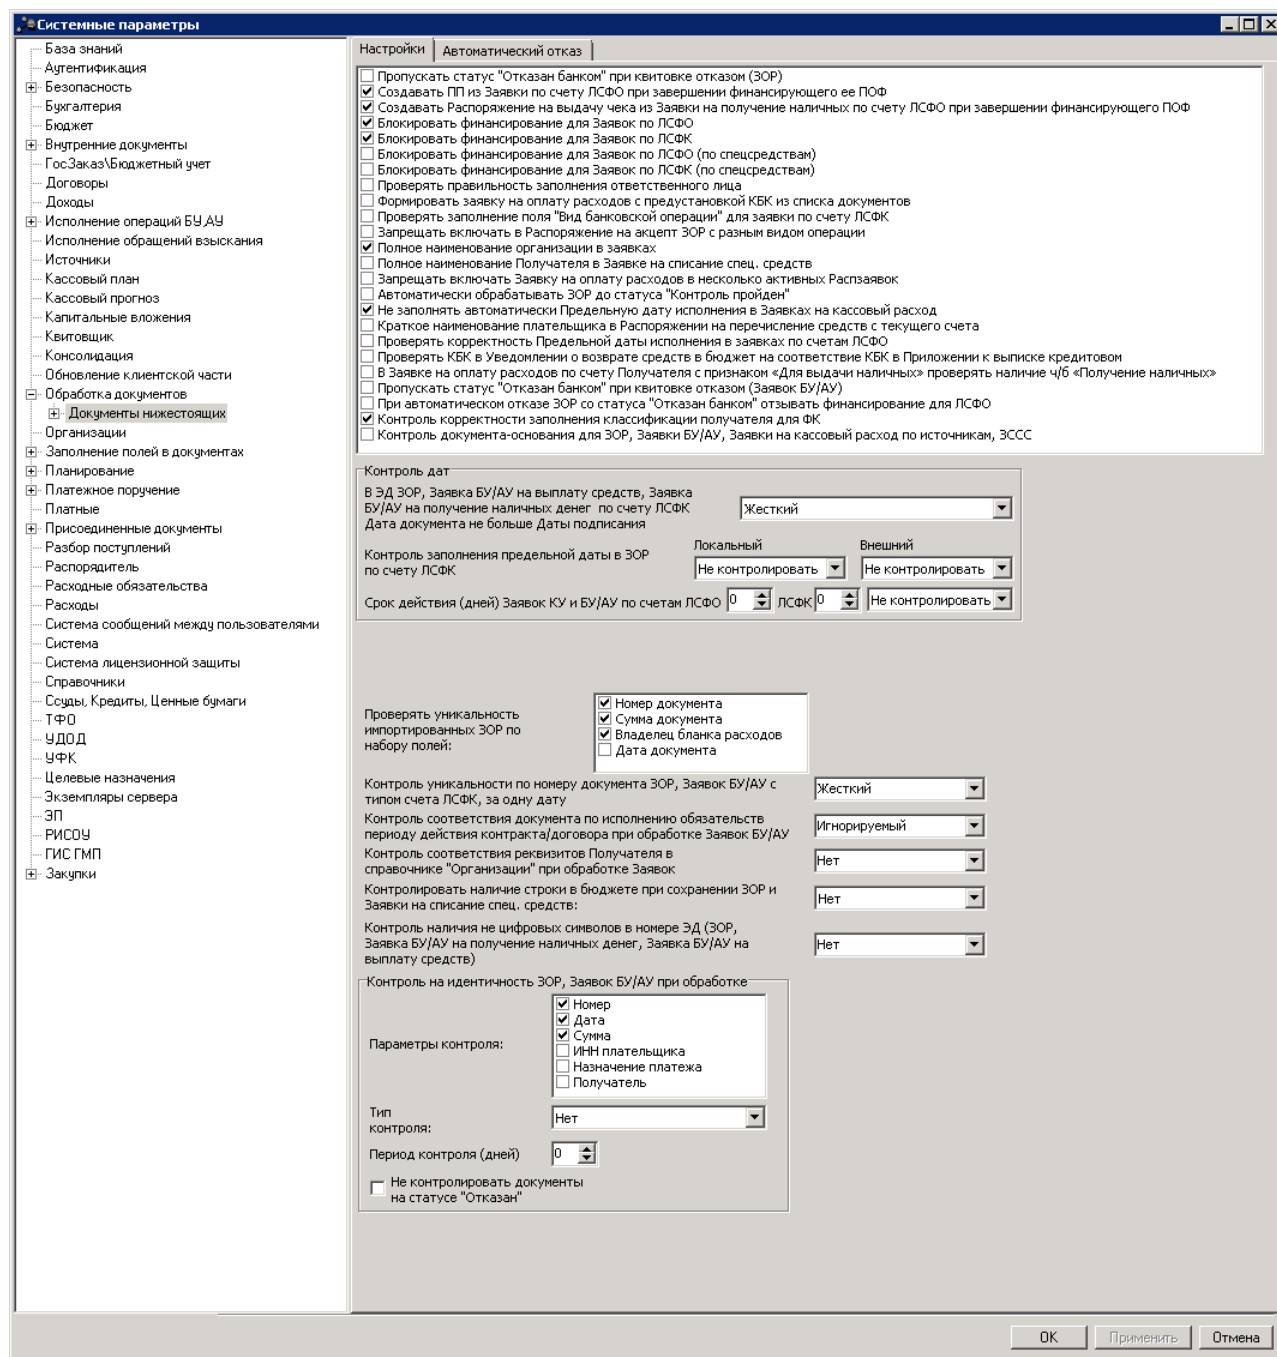 Системные параметры
База знаний
Аутентификация
Безопасность
Бухгалтерия
Бюджет
Внутренние документы
ГосЗаказ\Бюджетный учет
Договоры
Доходы
Исполнение операций БУ,АУ
Исполнение обращений взыскания
Источники
Кассовый план
Кассовый прогноз
Капитальные вложения
Квитовщик
Консолидация
Обновление клиентской части
Обработка документов
Документы нижестоящих
Организации
Заполнение полей в документах
Планирование
Платежное поручение
Платные
Присоединенные документы
Разбор поступлений
Распорядитель
Расходные обязательства
Расходы
Система сообщений между пользователями
Система
Система лицензионной защиты
Справочники
Ссуды, Кредиты, Ценные бумаги
ТФО
УДОД
УФК
Целевые назначения
Экземпляры сервера
ЭП
РИСОУ
ГИС ГМП
Закупки
Настройки
Автоматический отказ
Пропускать статус "Отказан банком" при квитовке отказом (ЗОР)
Создавать ПП из Заявки по счету ЛСФО при завершении финансирующего ее ПОФ
Создавать Распоряжение на выдачу чека из Заявки на получение наличных по счету ЛСФО при завершении финансирующего ПОФ
Блокировать финансирование для Заявок по ЛСФО
Блокировать финансирование для Заявок по ЛСФК
Блокировать финансирование для Заявок по ЛСФО (по спецсредствам)
Блокировать финансирование для Заявок по ЛСФК (по спецсредствам)
Проверять правильность заполнения ответственного лица
Формировать заявку на оплату расходов с предустановкой КБК из списка документов
Проверять заполнение поля "Вид банковской операции" для заявки по счету ЛСФК
Запрещать включать в Распоряжение на акцепт ЗОР с разным видом операции
Полное наименование организации в заявках
Полное наименование Получателя в Заявке на списание спец. средств
Запрещать включать Заявку на оплату расходов в несколько активных Распзаявок
Автоматически обрабатывать ЗОР до статуса "Контроль пройден"
Не заполнять автоматически Предельную дату исполнения в Заявках на кассовый расход
Краткое наименование плательщика в Распоряжении на перечисление средств с текущего счета
Проверять корректность Предельной даты исполнения в заявках по счетам ЛСФО
Проверять КБК в Уведомлении о возврате средств в бюджет на соответствие КБК в Приложении к выписке кредитовом
В Заявке на оплату расходов по счету Получателя с признаком «Для выдачи наличных» проверять наличие ч/б «Получение наличных»
Пропускать статус "Отказан банком" при квитовке отказом (Заявок БУ/АУ)
При автоматическом отказе ЗОР со статуса "Отказан банком" отзывать финансирование для ЛСФО
Контроль корректности заполнения классификации получателя для ФК
Контроль документа-основания для ЗОР, Заявки БУ/АУ, Заявки на кассовый расход по источникам, ЗССС
Контроль дат
В ЭД ЗОР, Заявка БУ/АУ на выплату средств, Заявка
БУ/АУ на получение наличных денег по счету ЛСФК
Дата документа не больше Даты подписания
Жесткий
Локальный
Внешний
Контроль заполнения предельной даты в ЗОР
по счету ЛСФК
Не контролировать
Не контролировать
Срок действия (дней) Заявок КУ и БУ/АУ по счетам ЛСФО 0 ЛСФК 0 Не контролировать
Проверять уникальность
импортированных ЗОР по
набору полей:
Номер документа
Сумма документа
Владелец бланка расходов
Дата документа
Контроль уникальности по номеру документа ЗОР, Заявок БУ/АУ с
типом счета ЛСФК, за одну дату
Жесткий
Контроль соответствия документа по исполнению обязательств
периоду действия контракта/договора при обработке Заявок БУ/АУ
Игнорируемый
Контроль соответствия реквизитов Получателя в
справочнике "Организации" при обработке Заявок
Нет
Контролировать наличие строки в бюджете при сохранении ЗОР и
Заявки на списание спец. средств:
Нет
Контроль наличия не цифровых символов в номере ЭД (ЗОР,
Заявка БУ/АУ на получение наличных денег, Заявка БУ/АУ на
выплату средств)
Нет
Контроль на идентичность ЗОР, Заявок БУ/АУ при обработке
Параметры контроля:
Номер
Дата
Сумма
ИНН плательщика
Назначение платежа
Получатель
Тип
контроля:
Нет
Период контроля (дней) 0
Не контролировать документы
на статусе "Отказан"
OK
Применить
Отмена